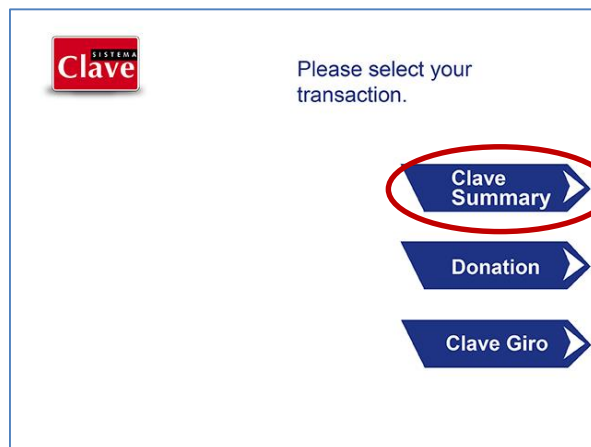 SISTEMA
Clave
Please select your
transaction.
Clave
Summary
Donation
Clave Giro